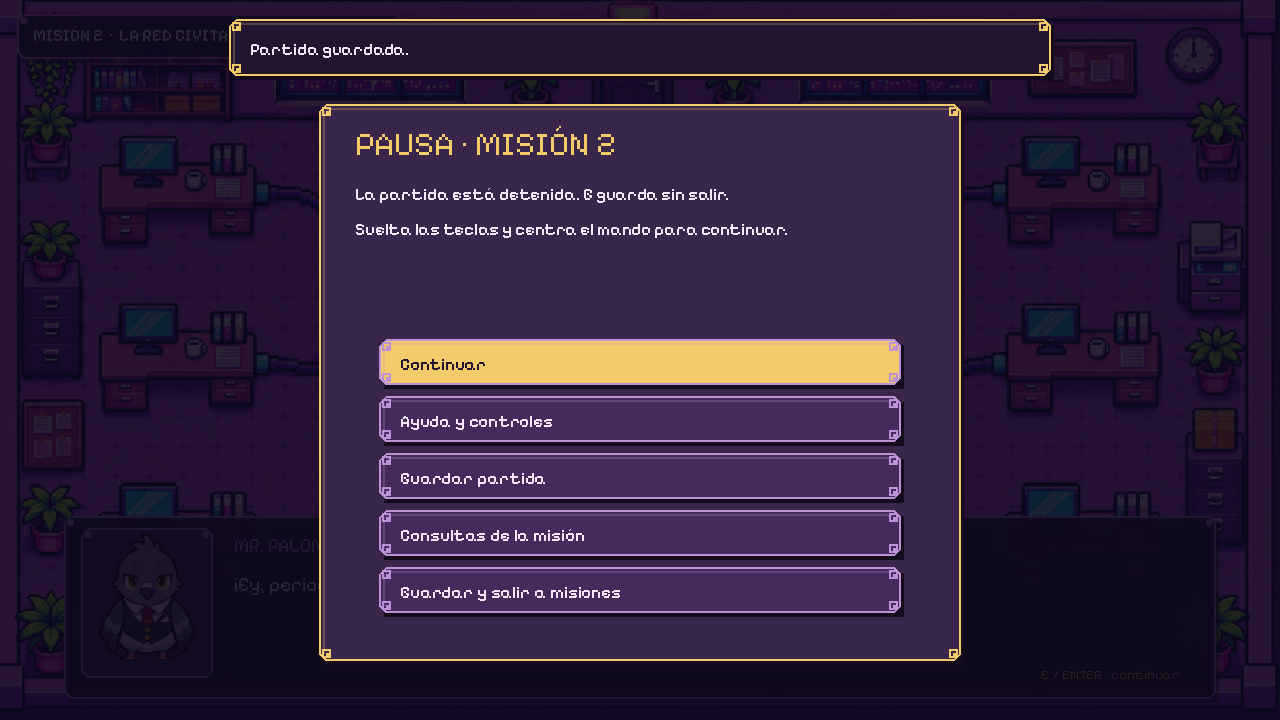 MISIÓN 2 · LA RED CIVITA
Partida guardada.
PAUSA · MISIÓN 2
La partida está detenida. G guarda sin salir.
Suelta las teclas y centra el mando para continuar.
Continuar
Ayuda y controles
Guardar partida
Consultas de la misión
Guardar y salir a misiones
MR. PALOM
¡Ey, perio
E / ENTER continuar